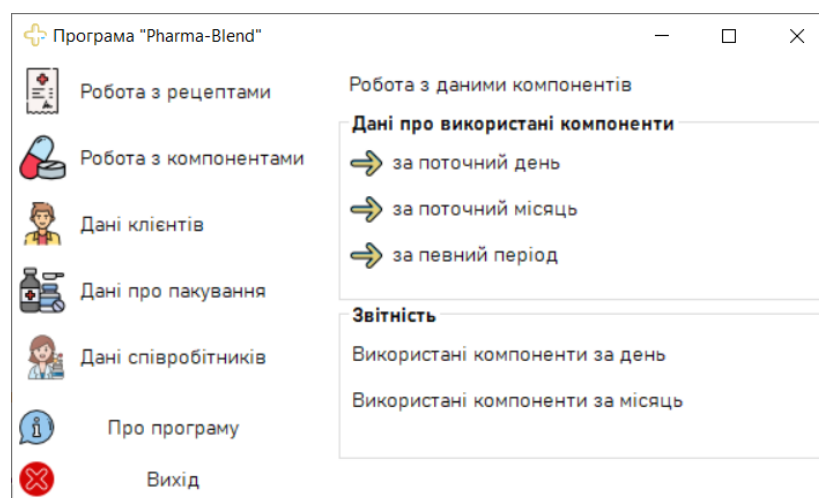 Програма "Pharma-Blend"
Робота з рецептами
Робота з компонентами
Дані клієнтів
Дані про пакування
Дані співробітників
Про програму
Вихід
Робота з даними компонентів
Дані про використані компоненти
за поточний день
за поточний місяць
за певний період
Звітність
Використані компоненти за день
Використані компоненти за місяць